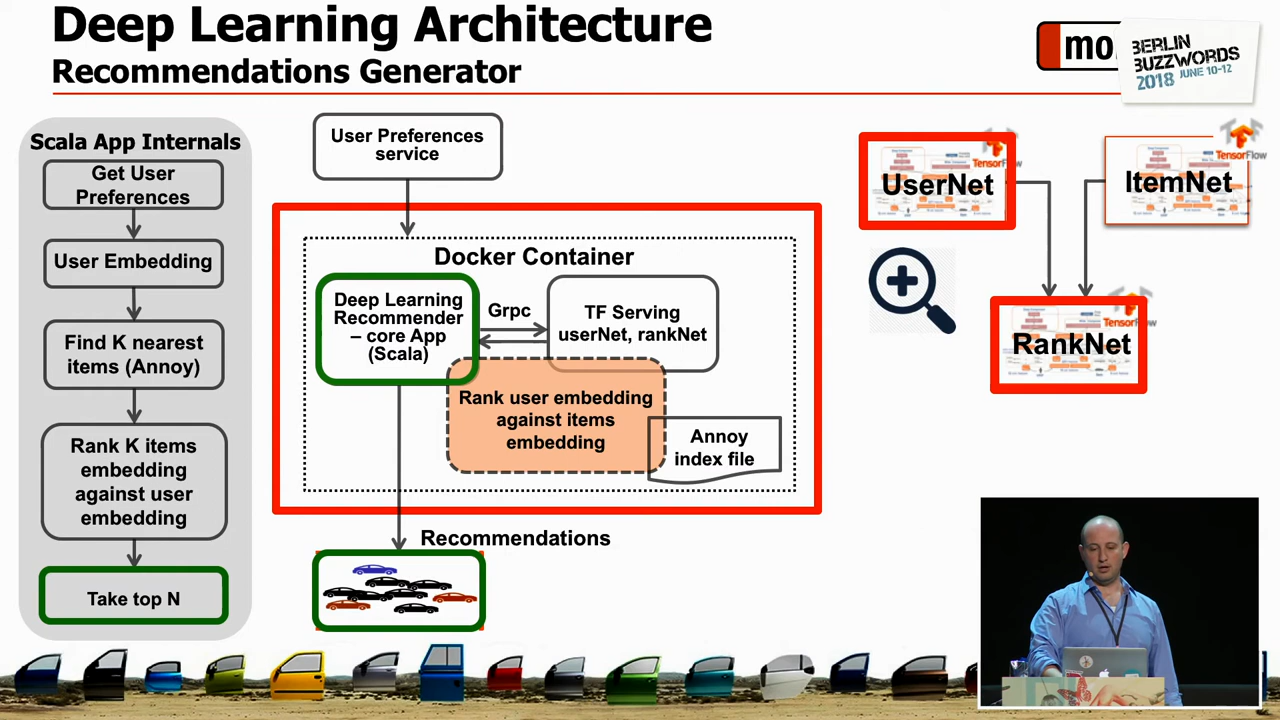 Deep Learning Architecture
Recommendations Generator
mo
BERLIN
BUZZWORDS
2018 JUNE 10-12
Scala App Internals
Get User
Preferences
User Embedding
Find K nearest
items (Annoy)
Rank K items
embedding
against user
embedding
Take top N
User Preferences
service
Docker Container
Deep Learning
Recommender
– core App
(Scala)
Grpc
TF Serving
userNet, rankNet
Rank user embedding
against items
embedding
Annoy
index file
Recommendations
TensorFlow
UserNet
TensorFlow
ItemNet
TensorFlow
RankNet